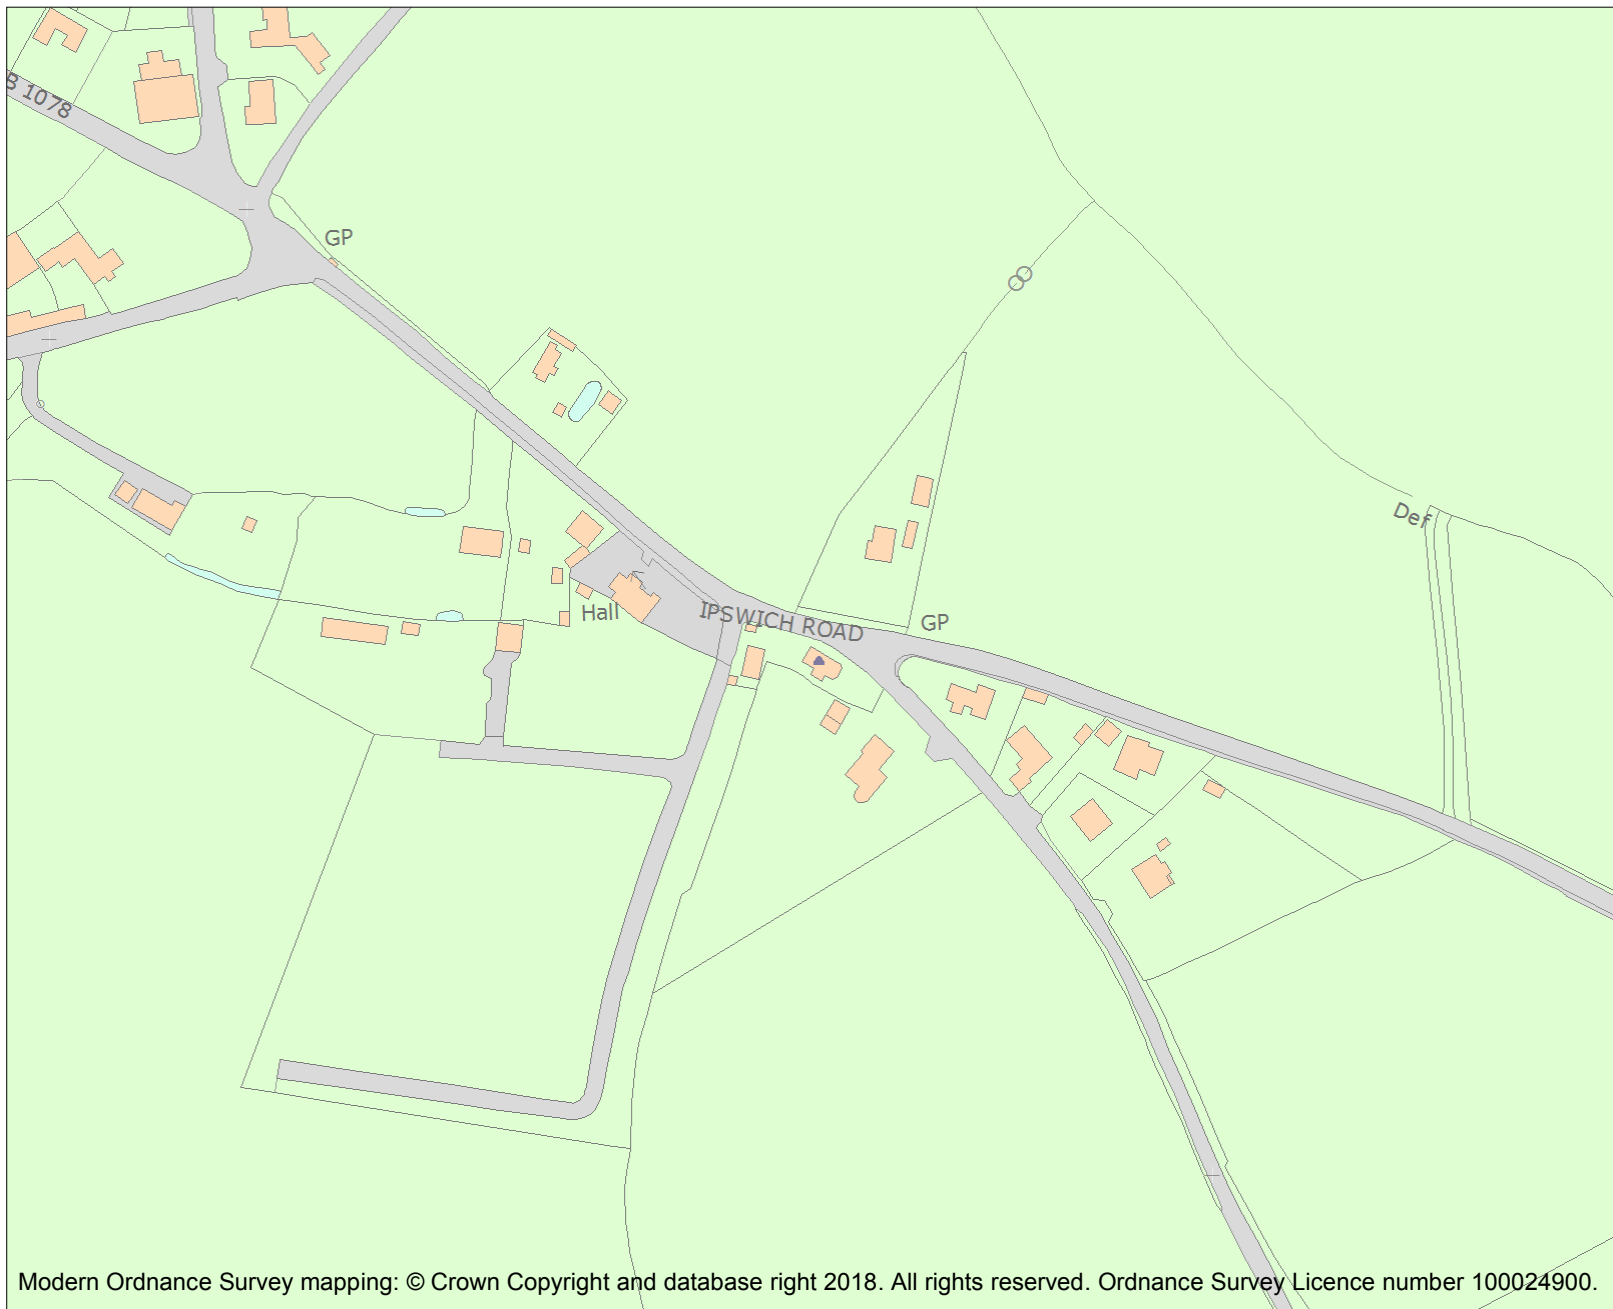 B 1078
GP
Def
Hall
IPSWICH ROAD
GP
Modern Ordnance Survey mapping: © Crown Copyright and database right 2018. All rights reserved. Ordnance Survey Licence number 100024900.